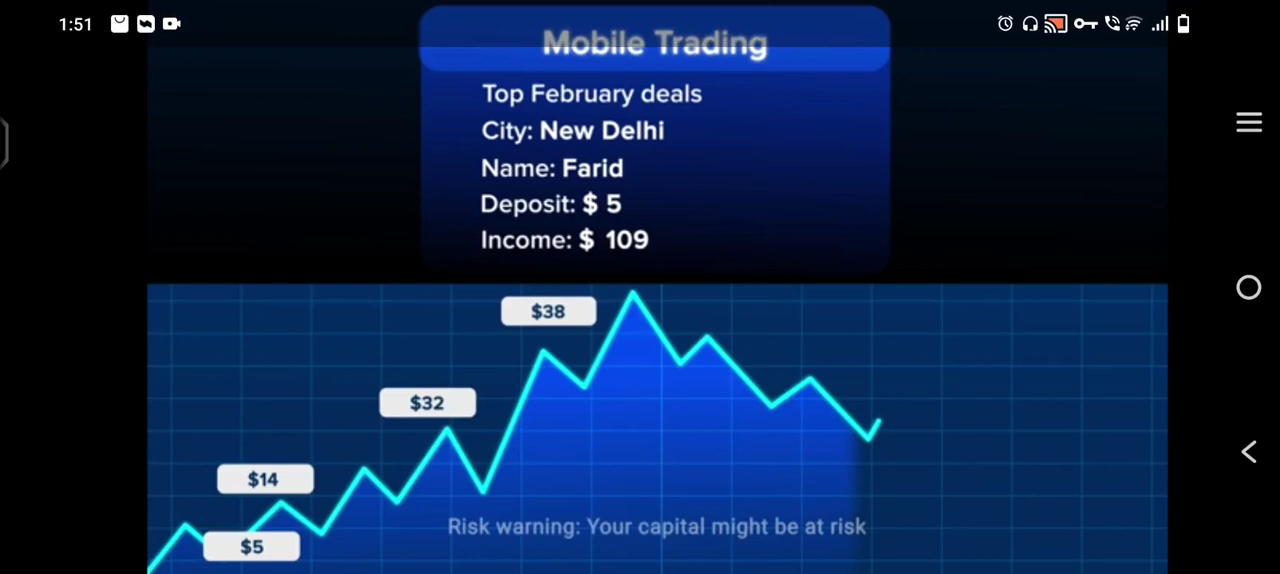 1:51
Mobile Trading
Top February deals
City: New Delhi
Name: Farid
Deposit: $ 5
Income: $ 109
$38
$32
$14
$5
Risk warning: Your capital might be at risk